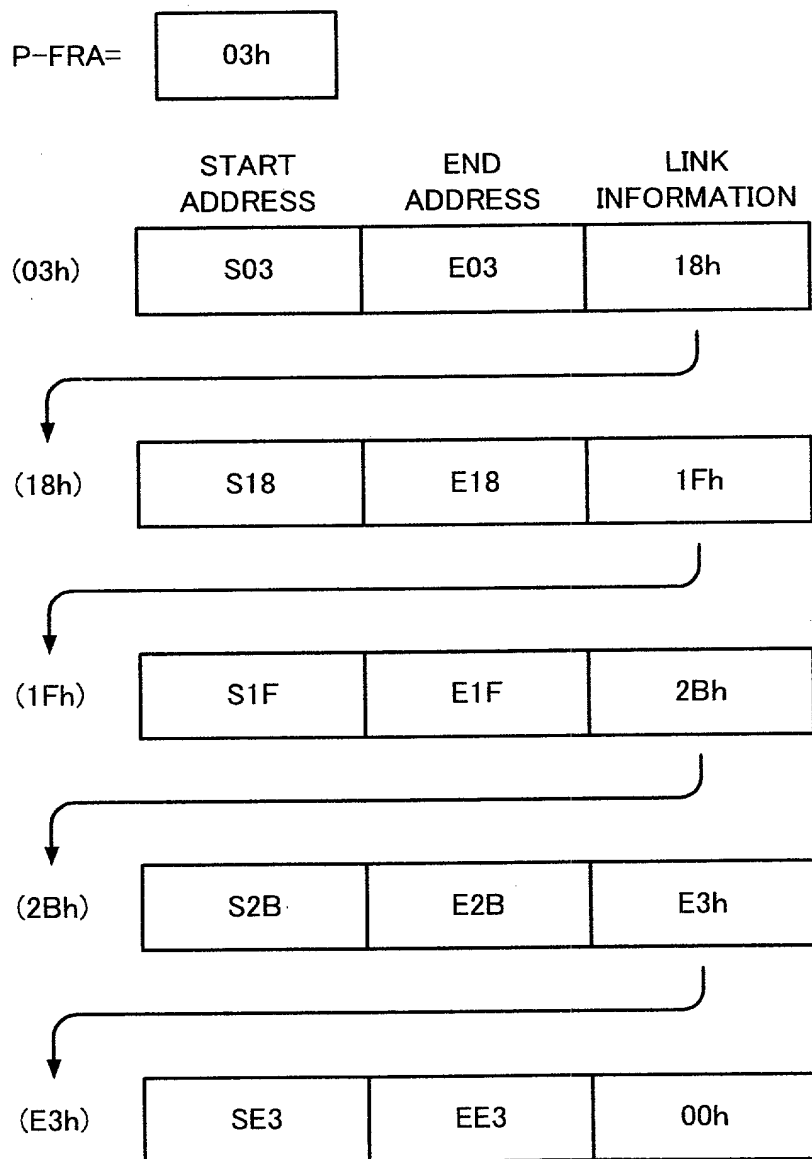 P-FRA= 03h
START ADDRESS END ADDRESS LINK INFORMATION
(03h) S03 E03 18h
(18h) S18 E18 1Fh
(1Fh) S1F E1F 2Bh
(2Bh) S2B E2B E3h
(E3h) SE3 EE3 00h